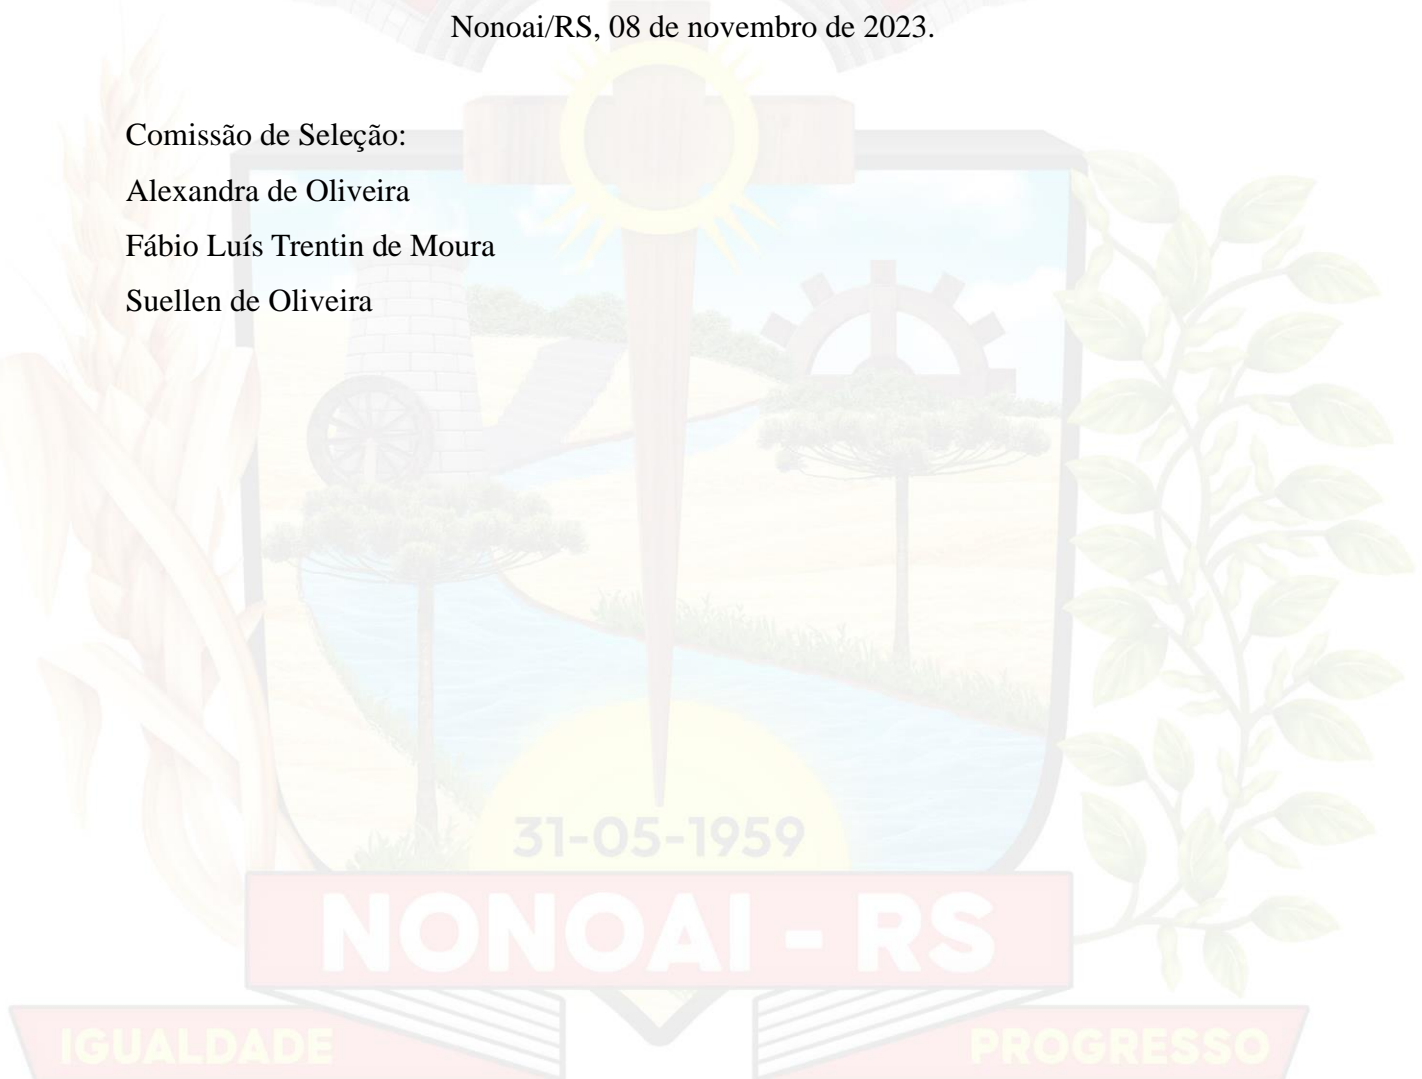 Nonoai/RS, 08 de novembro de 2023.
Comissão de Seleção:
Alexandra de Oliveira
Fábio Luís Trentin de Moura
Suellen de Oliveira
31-05-1959
NONOAI - RS
IGUALDADE
PROGRESSO